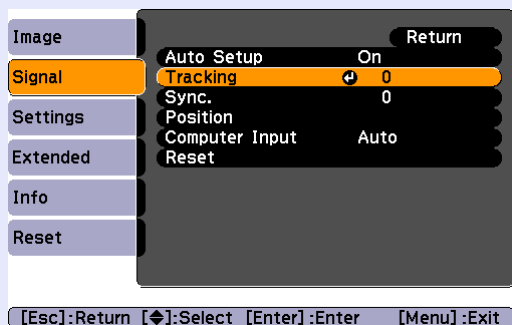 Image
Signal
Settings
Extended
Info
Reset
Return
Auto Setup On
Tracking 0
Sync. 0
Position
Computer Input Auto
Reset
[Esc]:Return [◆]:Select [Enter]:Enter [Menu]:Exit